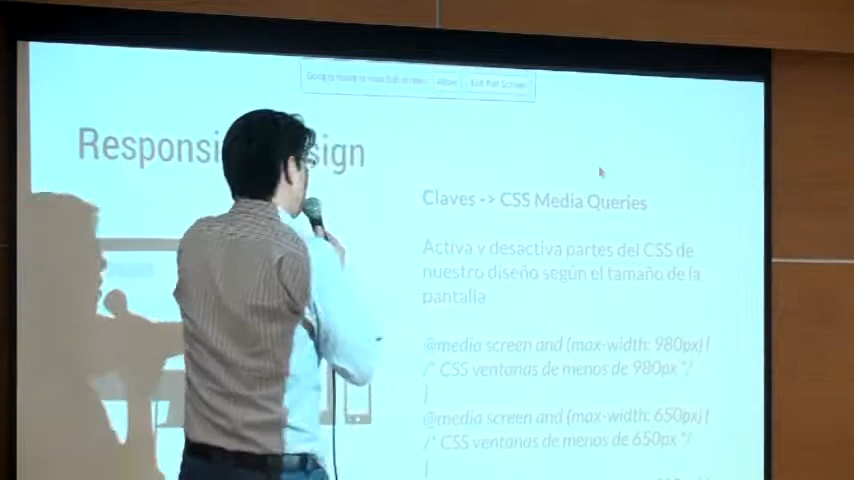 Exit Full Screen
Respons sign
Claves -> CSS Media Queries
Activa y desactiva partes del CSS de
nuestro diseño según el tamaño de la
pantalla
@media screen and (max-width: 980px){
/* CSS ventanas de menos de 980px */
}
@media screen and (max-width: 650px){
/* CSS ventanas de menos de 650px */
}